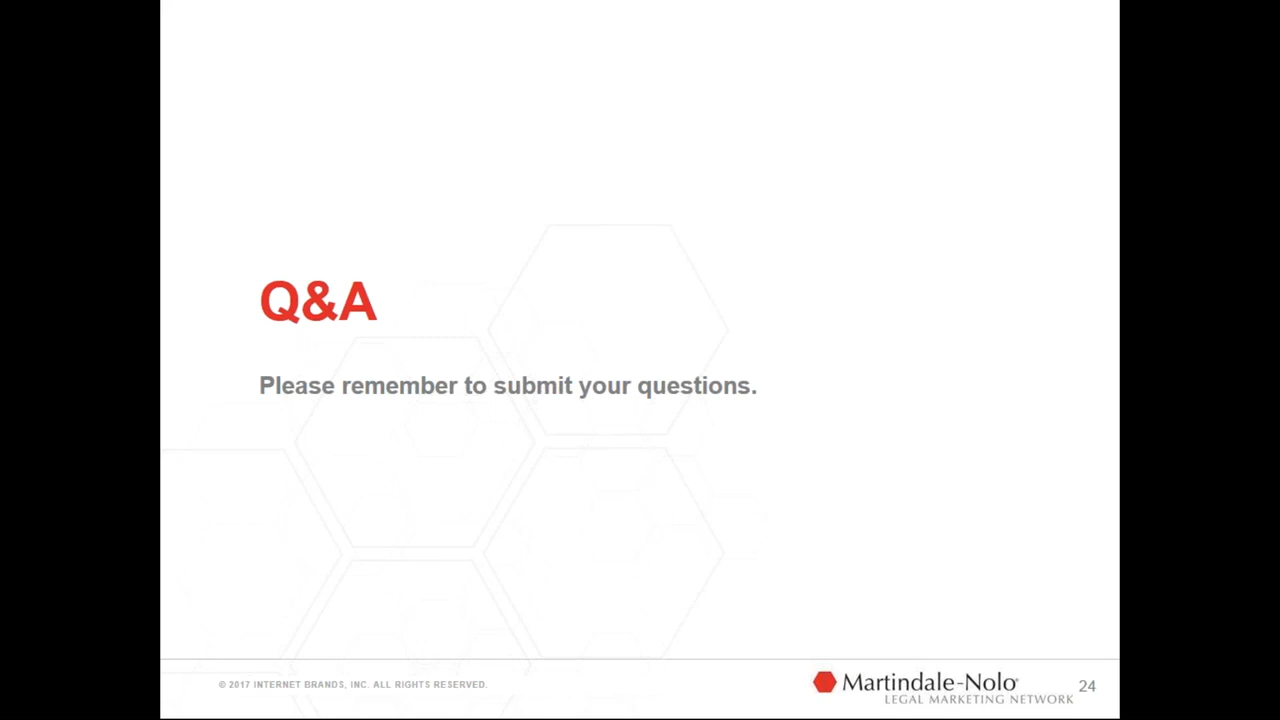 Q&A
Please remember to submit your questions.
© 2017 INTERNET BRANDS, INC. ALL RIGHTS RESERVED.
Martindale-Nolo®
LEGAL MARKETING NETWORK
24